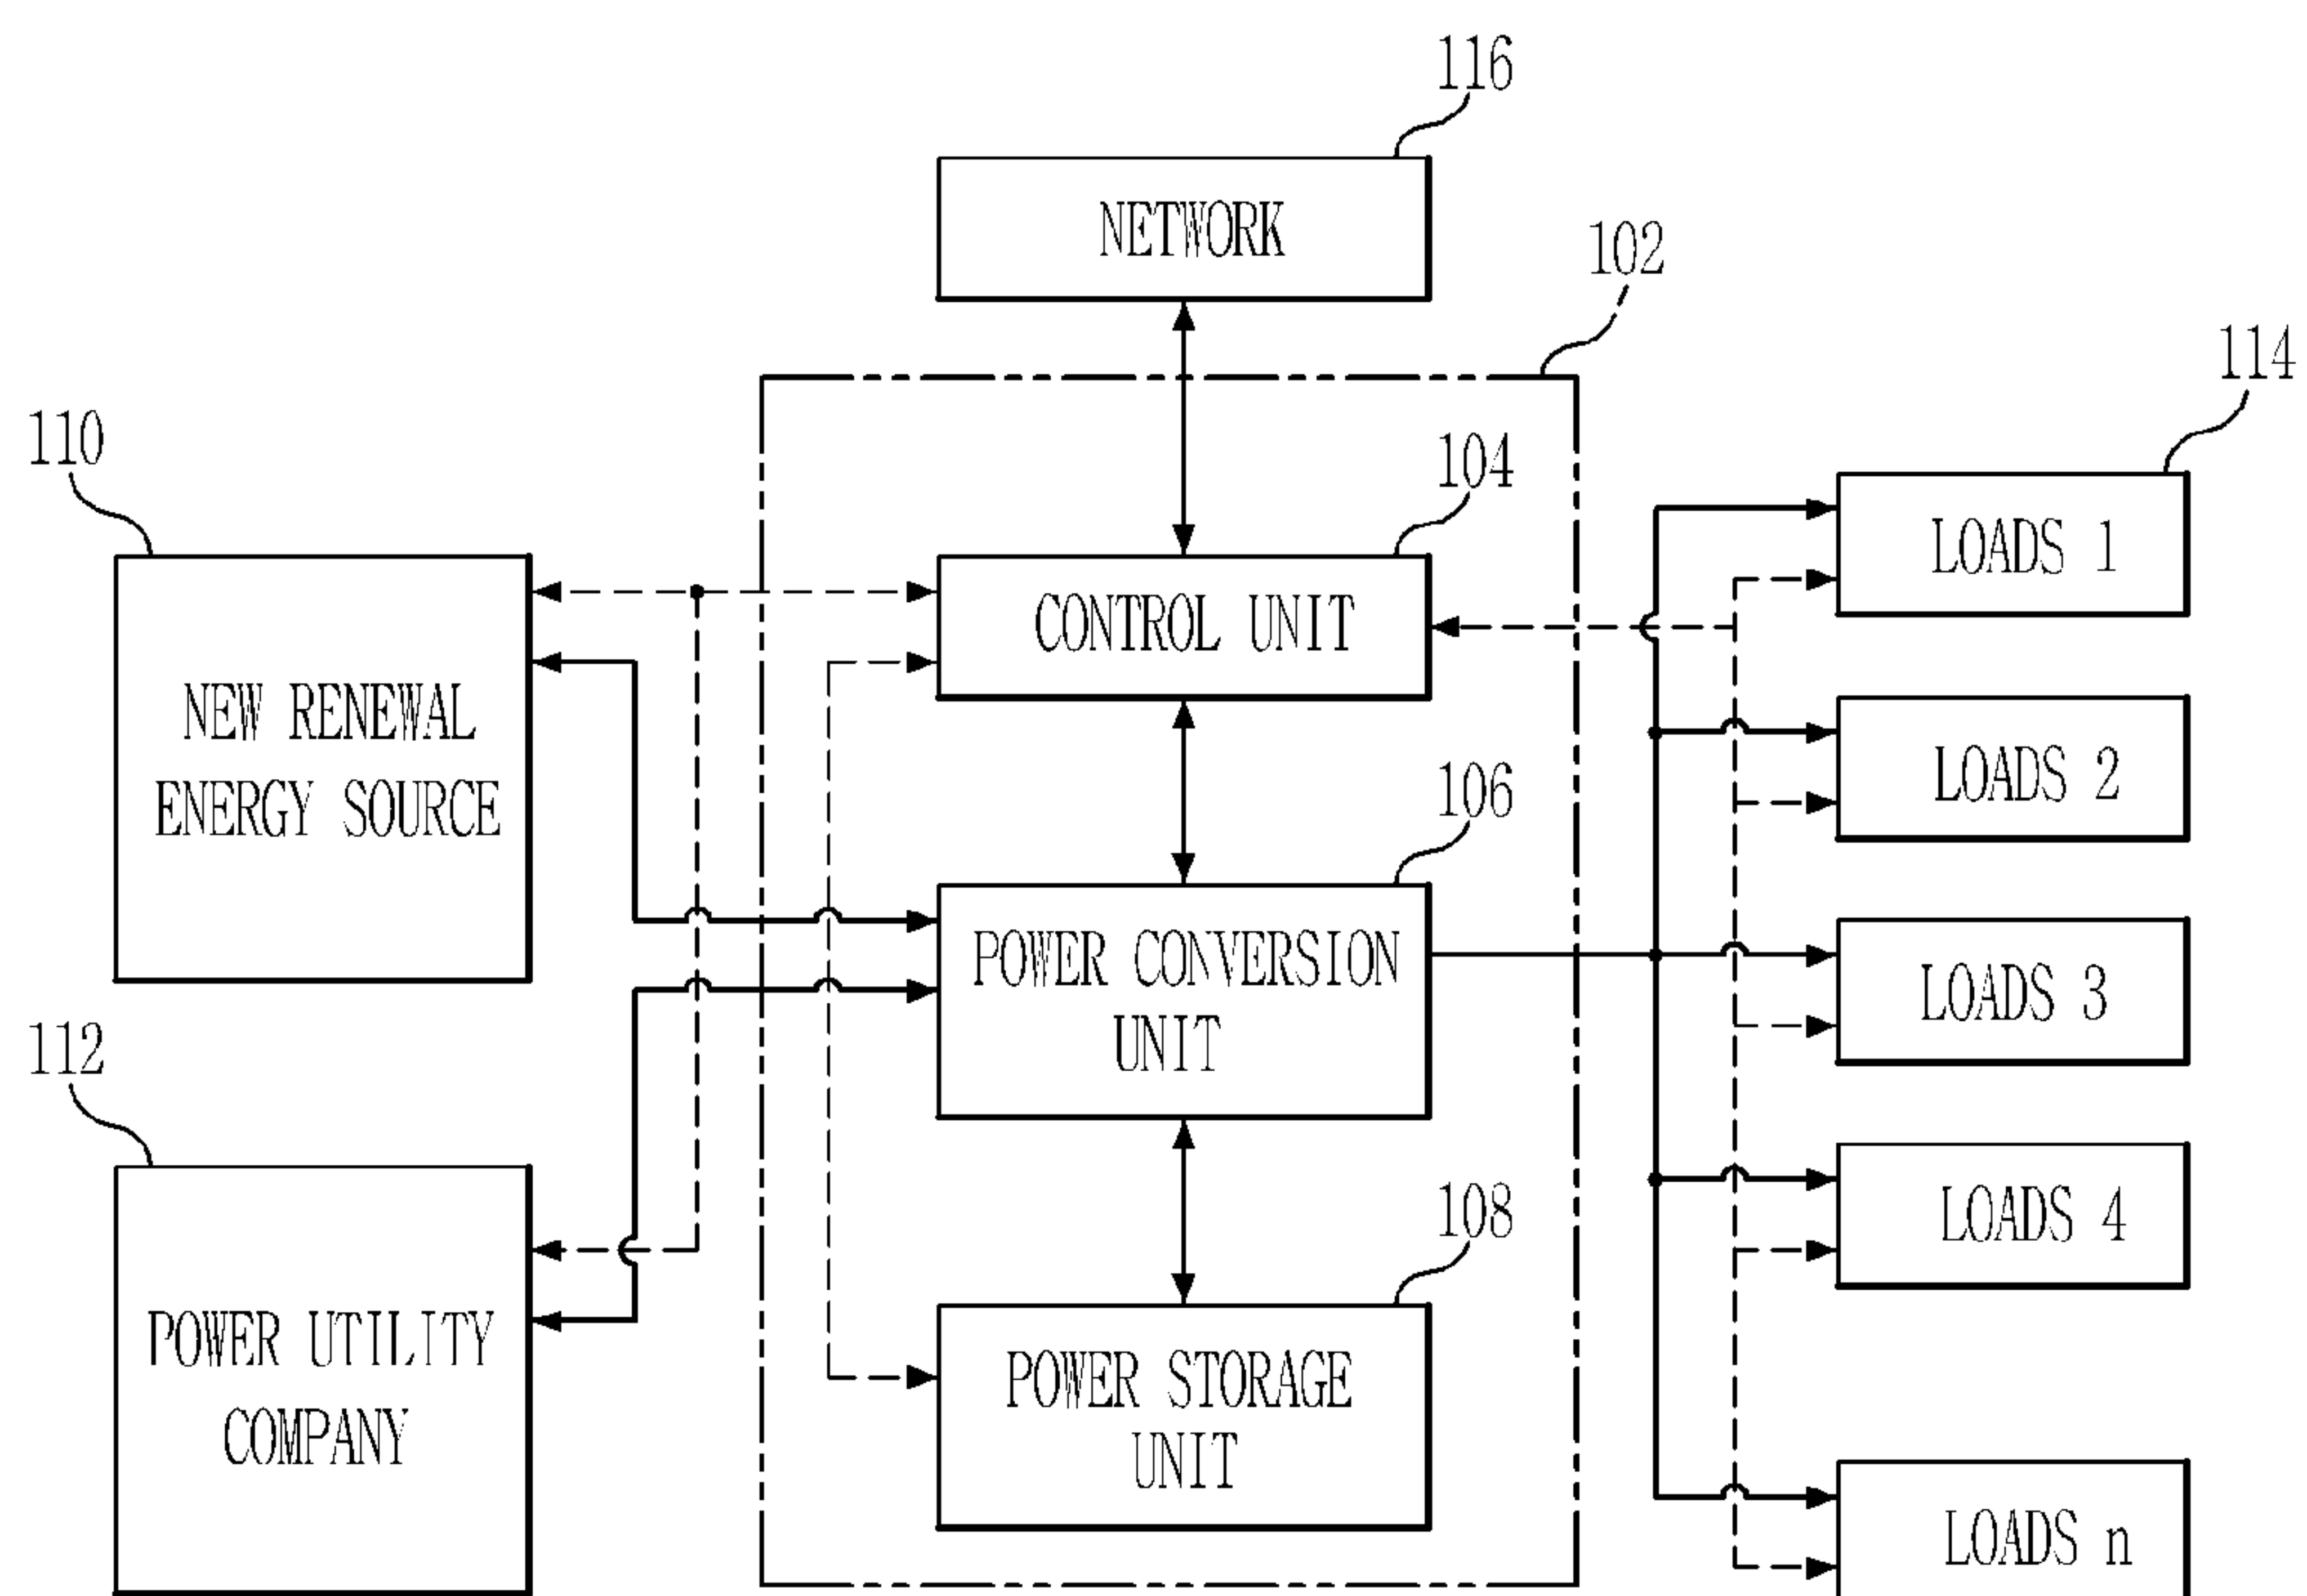 116
NETWORK
102
114
110
104
LOADS 1
CONTROL UNIT
NEW RENEWAL
ENERGY SOURCE
LOADS 2
106
POWER CONVERSION
UNIT
LOADS 3
112
108
LOADS 4
POWER UTILITY
COMPANY
POWER STORAGE
UNIT
LOADS n